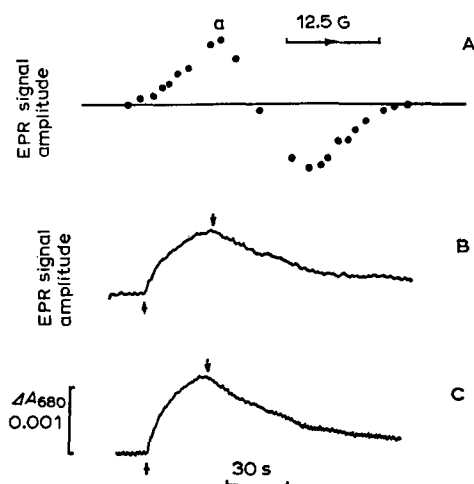 a
12.5 G
A
EPR signal
amplitude
B
EPR signal
amplitude
C
ΔA680
0.001
30 s